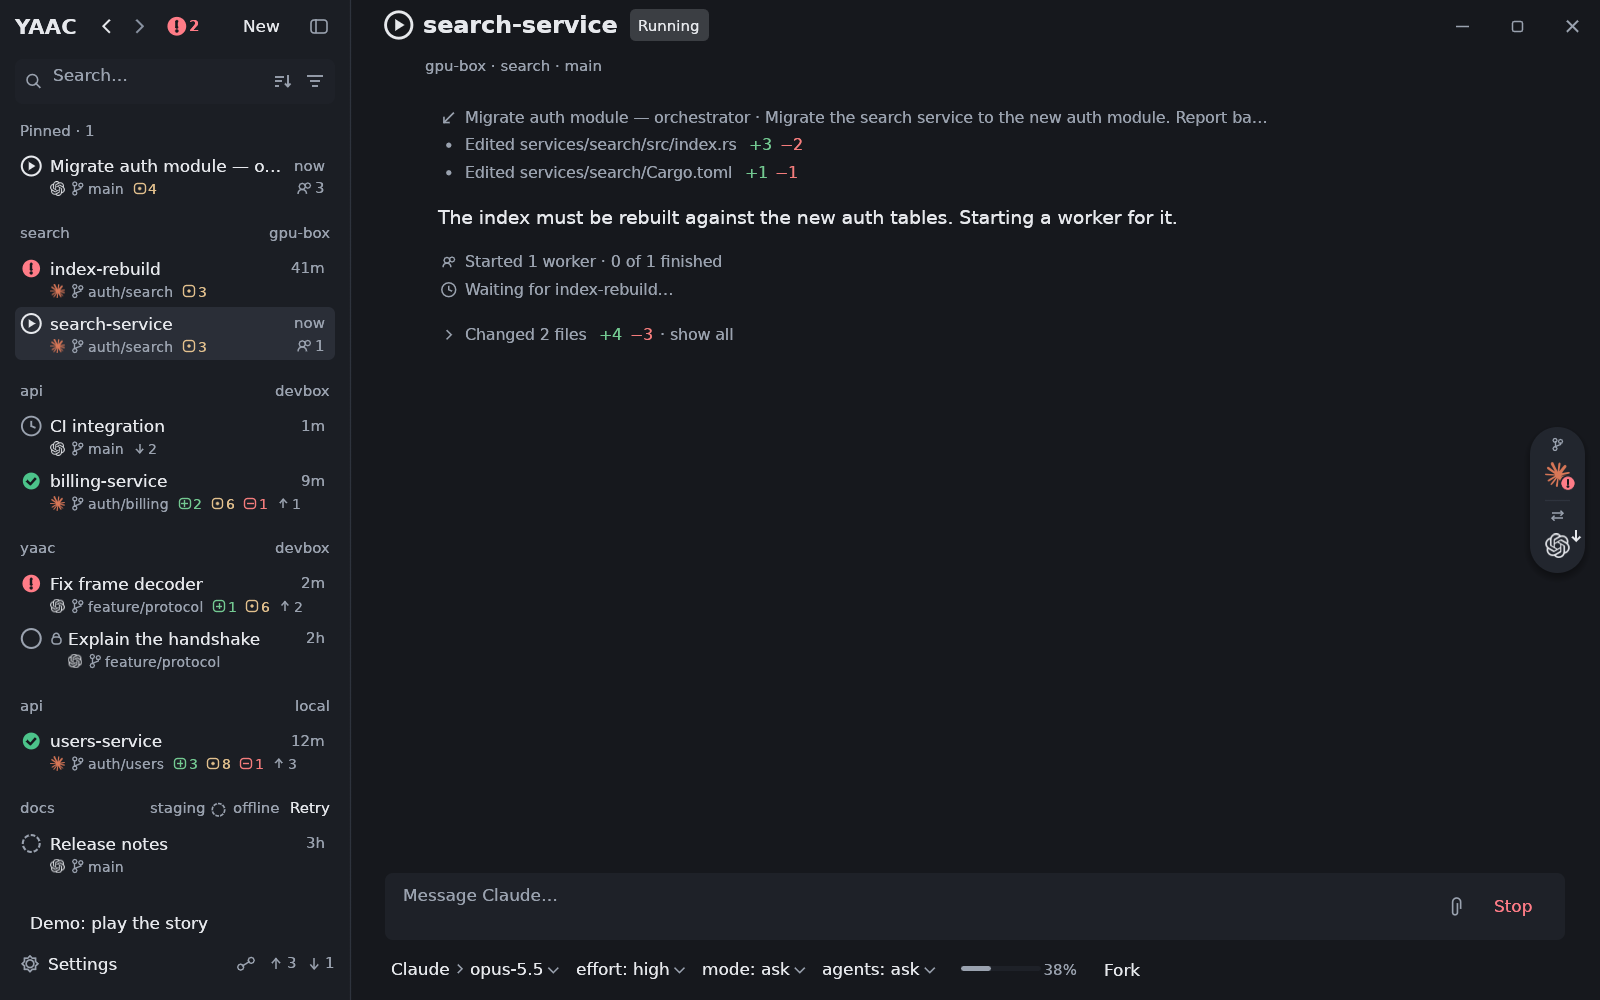 YAAC
2
New
Search...
Pinned · 1
Migrate auth module — o... now
main 4 3
search gpu-box
index-rebuild 41m
auth/search 3
search-service now
auth/search 3 1
api devbox
CI integration 1m
main ↓2
billing-service 9m
auth/billing 2 6 1 ↑1
yaac devbox
Fix frame decoder 2m
feature/protocol 1 6 ↑2
Explain the handshake 2h
feature/protocol
api local
users-service 12m
auth/users 3 8 1 ↑3
docs staging offline Retry
Release notes 3h
main
Demo: play the story
Settings ↑3 ↓1
search-service Running
gpu-box · search · main
↙ Migrate auth module — orchestrator · Migrate the search service to the new auth module. Report ba...
• Edited services/search/src/index.rs +3 −2
• Edited services/search/Cargo.toml +1 −1
The index must be rebuilt against the new auth tables. Starting a worker for it.
Started 1 worker · 0 of 1 finished
Waiting for index-rebuild...
Changed 2 files +4 −3 · show all
Message Claude...
Stop
Claude > opus-5.5 effort: high mode: ask agents: ask 38% Fork